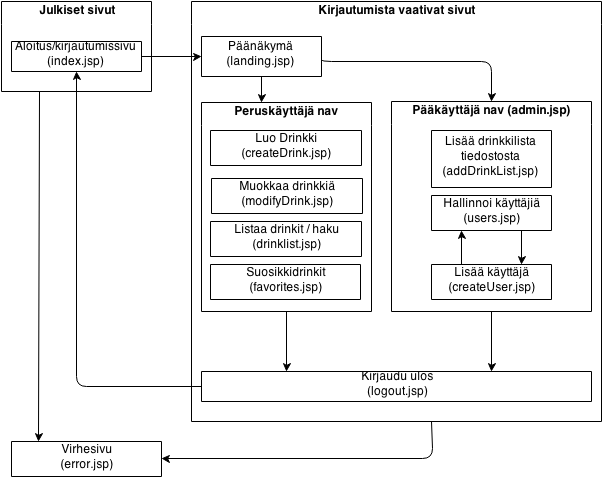 Julkiset sivut
Aloitus/kirjautumissivu
(index.jsp)
Kirjautumista vaativat sivut
Päänäkymä
(landing.jsp)
Peruskäyttäjä nav
Luo Drinkki
(createDrink.jsp)
Muokkaa drinkkiä
(modifyDrink.jsp)
Listaa drinkit / haku
(drinklist.jsp)
Suosikkidrinkit
(favorites.jsp)
Pääkäyttäjä nav (admin.jsp)
Lisää drinkkilista
tiedostosta
(addDrinkList.jsp)
Hallinnoi käyttäjiä
(users.jsp)
Lisää käyttäjä
(createUser.jsp)
Kirjaudu ulos
(logout.jsp)
Virhesivu
(error.jsp)